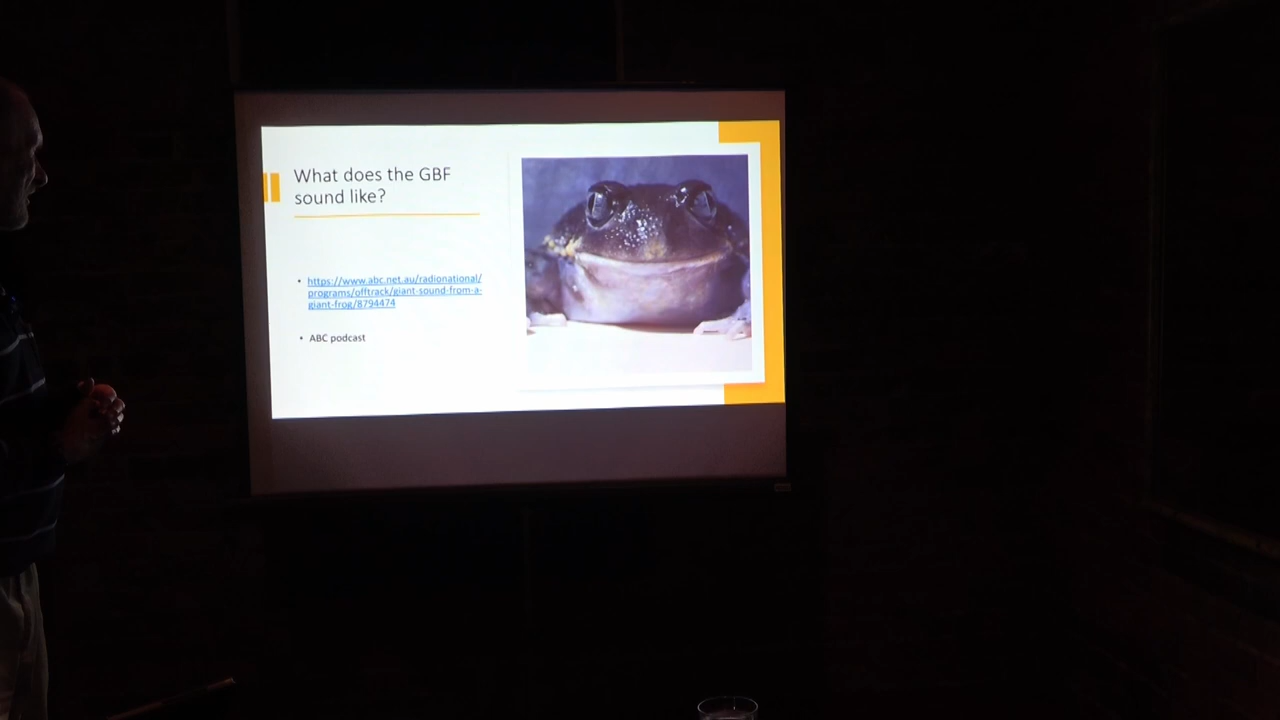 What does the GBF
sound like?
• https://www.abc.net.au/radionational/
programs/offtrack/giant-sound-from-a-
giant-frog/8794474
• ABC podcast